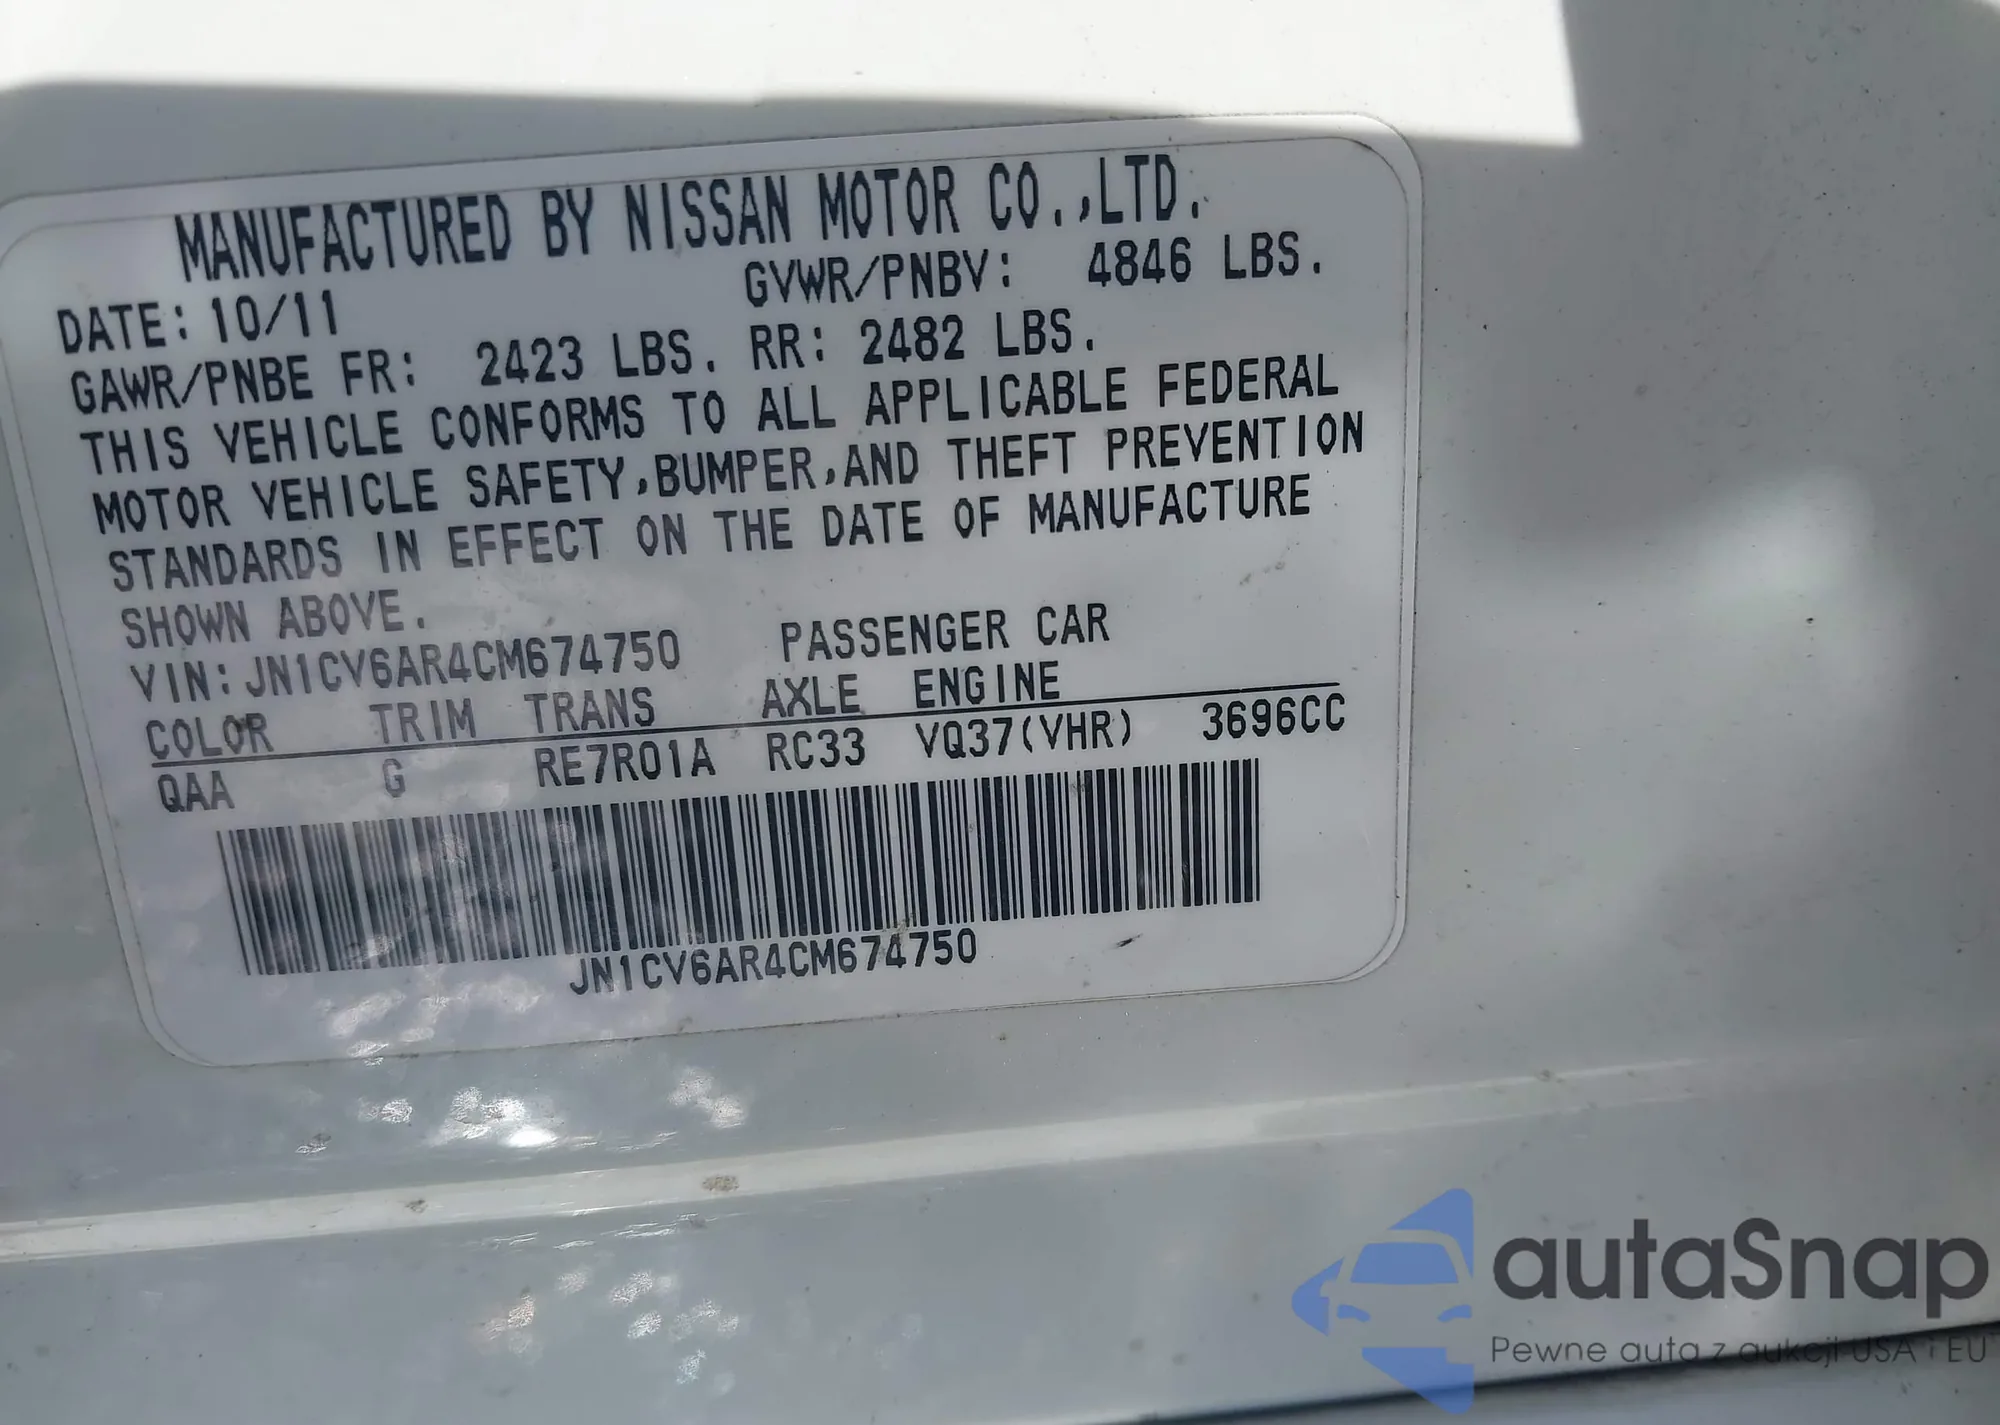 MANUFACTURED BY NISSAN MOTOR CO.,LTD.
DATE: 10/11 GVWR/PNBV: 4846 LBS.
GAWR/PNBE FR: 2423 LBS. RR: 2482 LBS.
THIS VEHICLE CONFORMS TO ALL APPLICABLE FEDERAL
MOTOR VEHICLE SAFETY,BUMPER,AND THEFT PREVENTION
STANDARDS IN EFFECT ON THE DATE OF MANUFACTURE
SHOWN ABOVE.
VIN: JN1CV6AR4CM674750 PASSENGER CAR
COLOR TRIM TRANS AXLE ENGINE
QAA G RE7R01A RC33 VQ37(VHR) 3696CC
JN1CV6AR4CM674750
autaSnap
Pewne auta z aukcji USA i EU